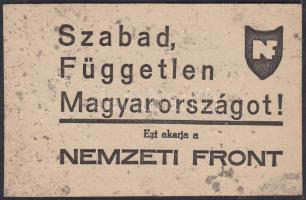 Szabad,
NF
Független
Magyarországot!
Ezt akarja a
NEMZETI FRONT